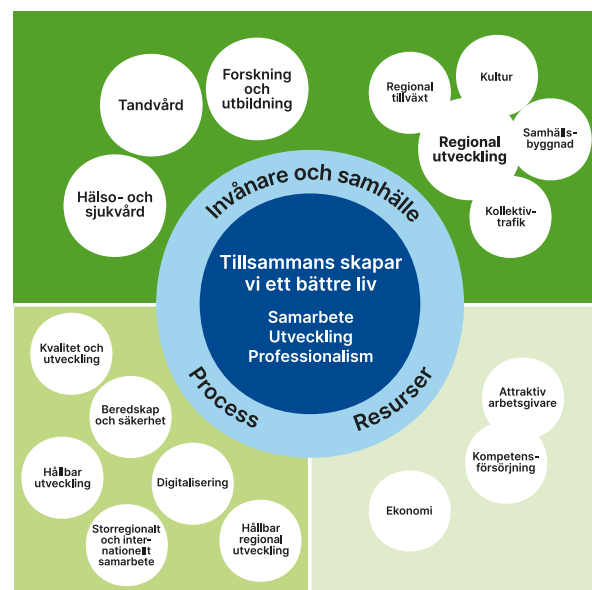 Forskning
och
utbildning
Tandvård
Hälso- och
sjukvård
Kultur
Regional
tillväxt
Regional
utveckling
Samhälls-
byggnad
Kollektiv-
trafik
Invånare och samhälle
Tillsammans skapar
vi ett bättre liv
Samarbete
Utveckling
Professionalism
Process
Resurser
Kvalitet och
utveckling
Beredskap
och säkerhet
Hållbar
utveckling
Digitalisering
Storregionalt
och inter-
nationellt
samarbete
Hållbar
regional
utveckling
Attraktiv
arbetsgivare
Kompetens-
försörjning
Ekonomi